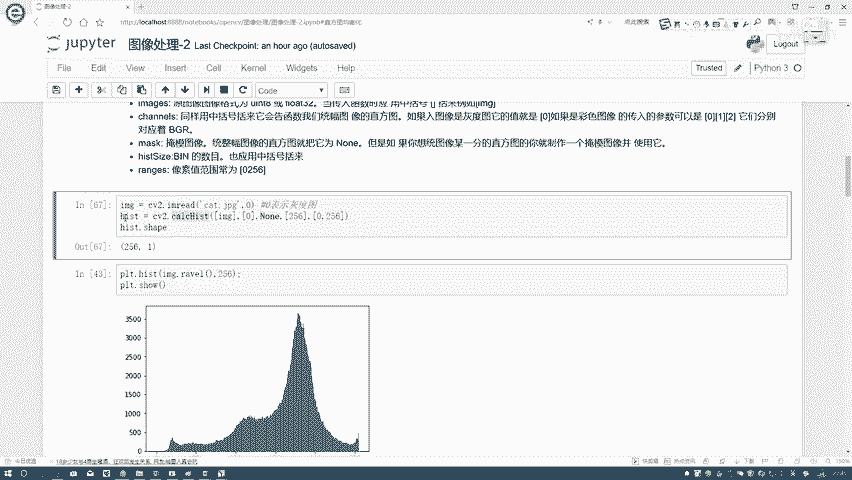 图像处理-2
http://localhost:8888/notebooks/opencv/图像处理/图像处理-2.ipynb#直方图均衡化
点此搜索
jupyter 图像处理-2 Last Checkpoint: an hour ago (autosaved)
Logout
File Edit View Insert Cell Kernel Widgets Help
Trusted Python 3
Code
images: 原图像图像格式为 uint8 或 float32。当传入函数时应 用中括号 [] 括来例如[img]
channels: 同样用中括号括来它会告函数我们统幅图 像的直方图。如果入图像是灰度图它的值就是 [0]如果是彩色图像 的传入的参数可以是 [0][1][2] 它们分别
对应着 BGR。
mask: 掩模图像。统整幅图像的直方图就把它为 None。但是如 果你想统图像某一分的直方图的你就制作一个掩模图像并 使用它。
histSize:BIN 的数目。也应用中括号括来
ranges: 像素值范围常为 [0256]
In [67]: img = cv2.imread('cat.jpg',0) #0表示灰度图
hist = cv2.calcHist([img],[0],None,[256],[0,256])
hist.shape
Out[67]: (256, 1)
In [43]: plt.hist(img.ravel(),256);
plt.show()
3500
3000
2500
2000
1500
1000
500
0